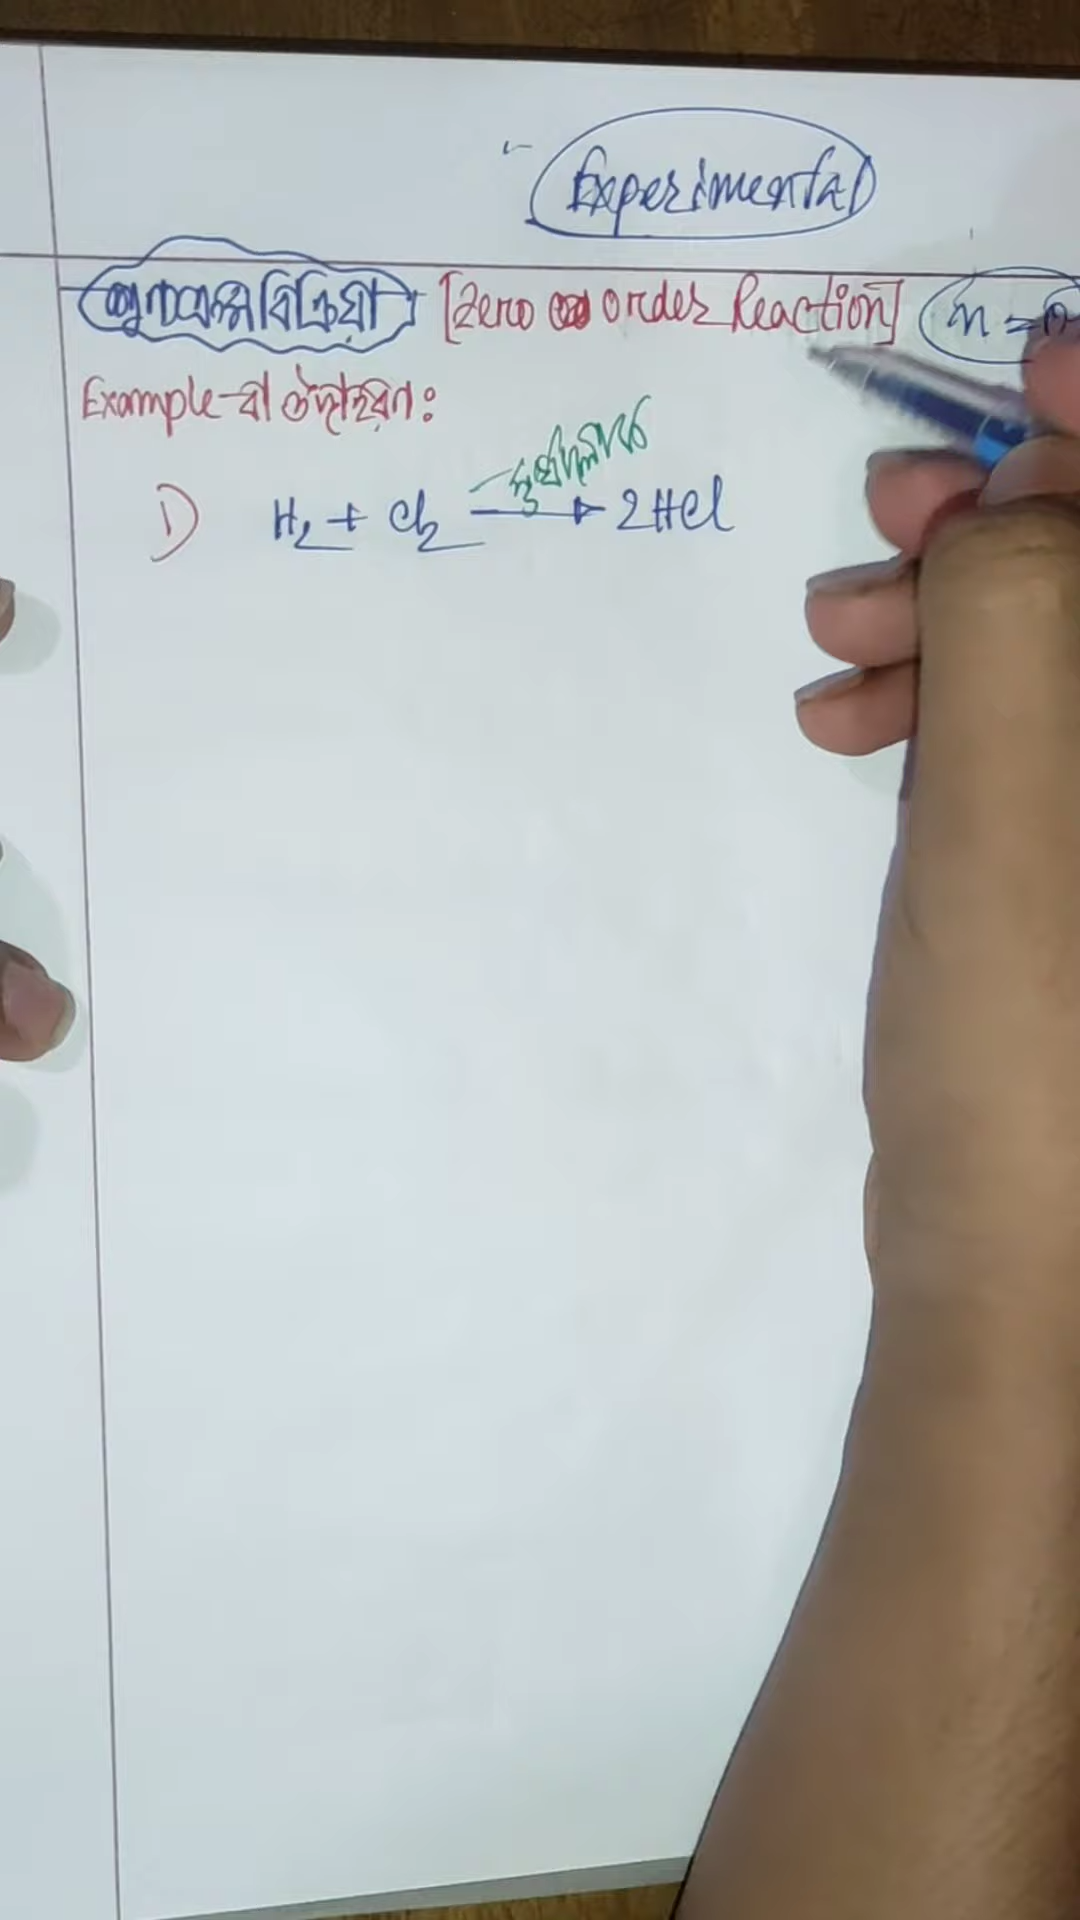 Experimental
শূন্যক্রম বিক্রিয়া [Zero order Reaction] n = 0
Example বা উদাহরণ:
1) H₂ + Cl₂ সূর্যালোক → 2HCl